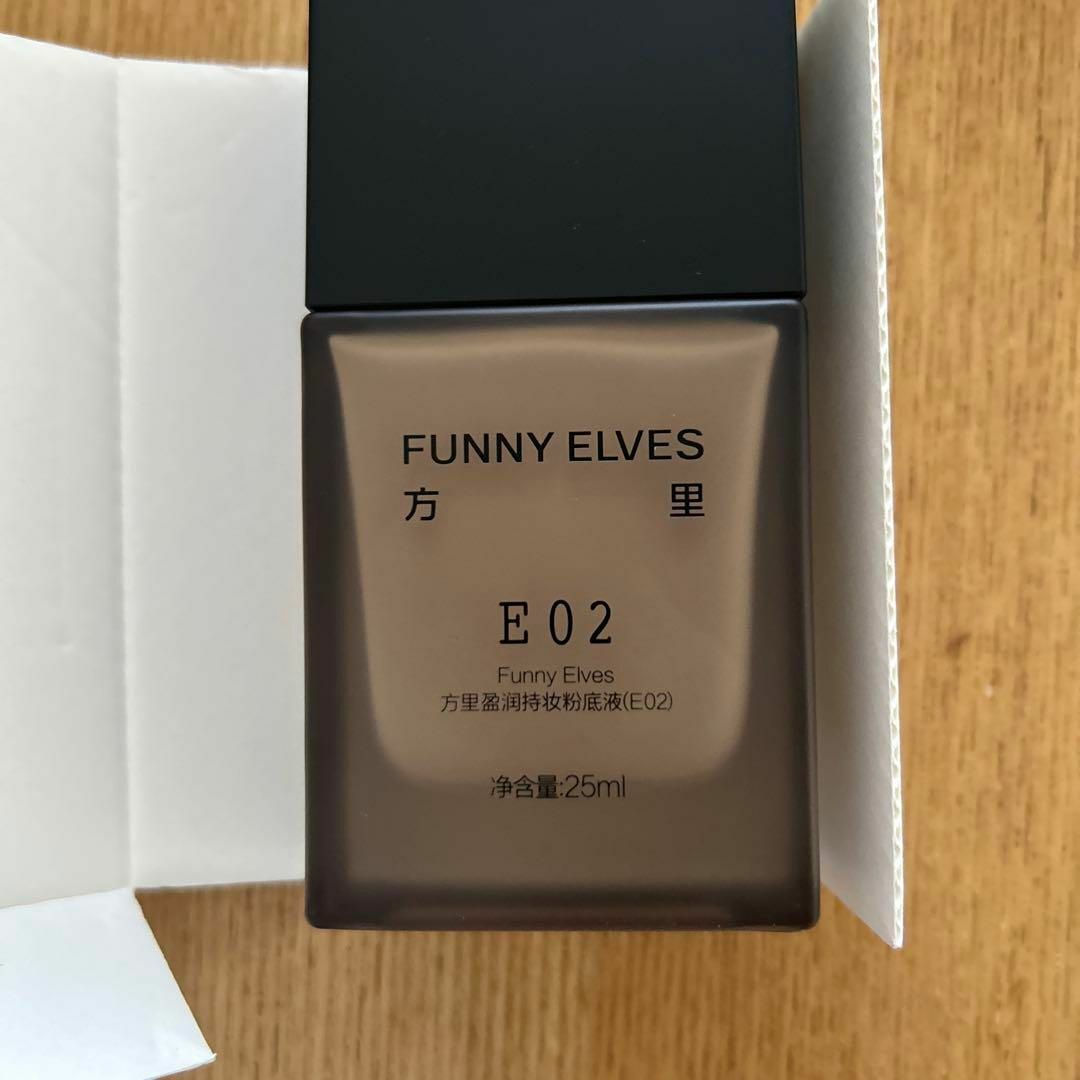 FUNNY ELVES
方 里
E02
Funny Elves
方里盈润持妆粉底液(E02)
净含量:25ml